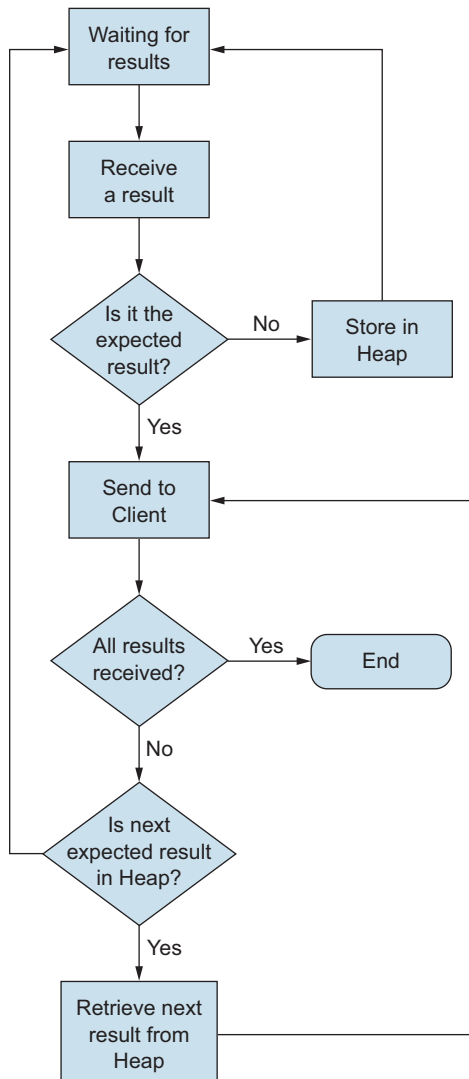 Waiting for
results
Receive
a result
Is it the
expected
result?
No
Store in
Heap
Yes
Send to
Client
All results
received?
Yes
End
No
Is next
expected result
in Heap?
Yes
Retrieve next
result from
Heap